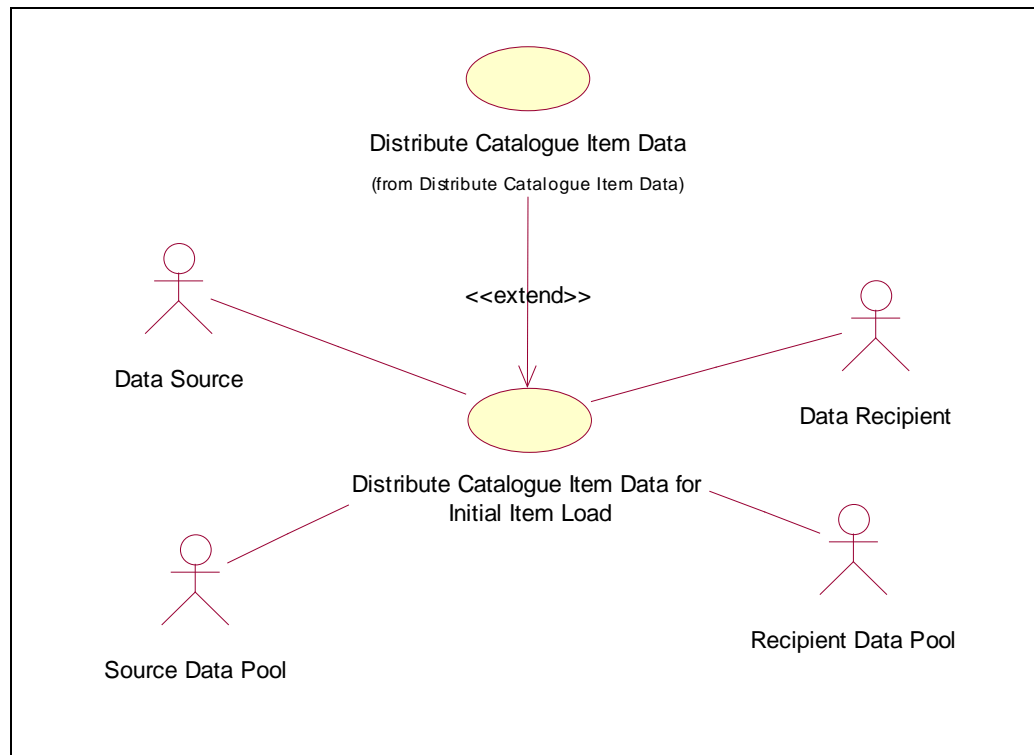 Distribute Catalogue Item Data
(from Distribute Catalogue Item Data)
<<extend>>
Data Source
Data Recipient
Distribute Catalogue Item Data for
Initial Item Load
Source Data Pool
Recipient Data Pool